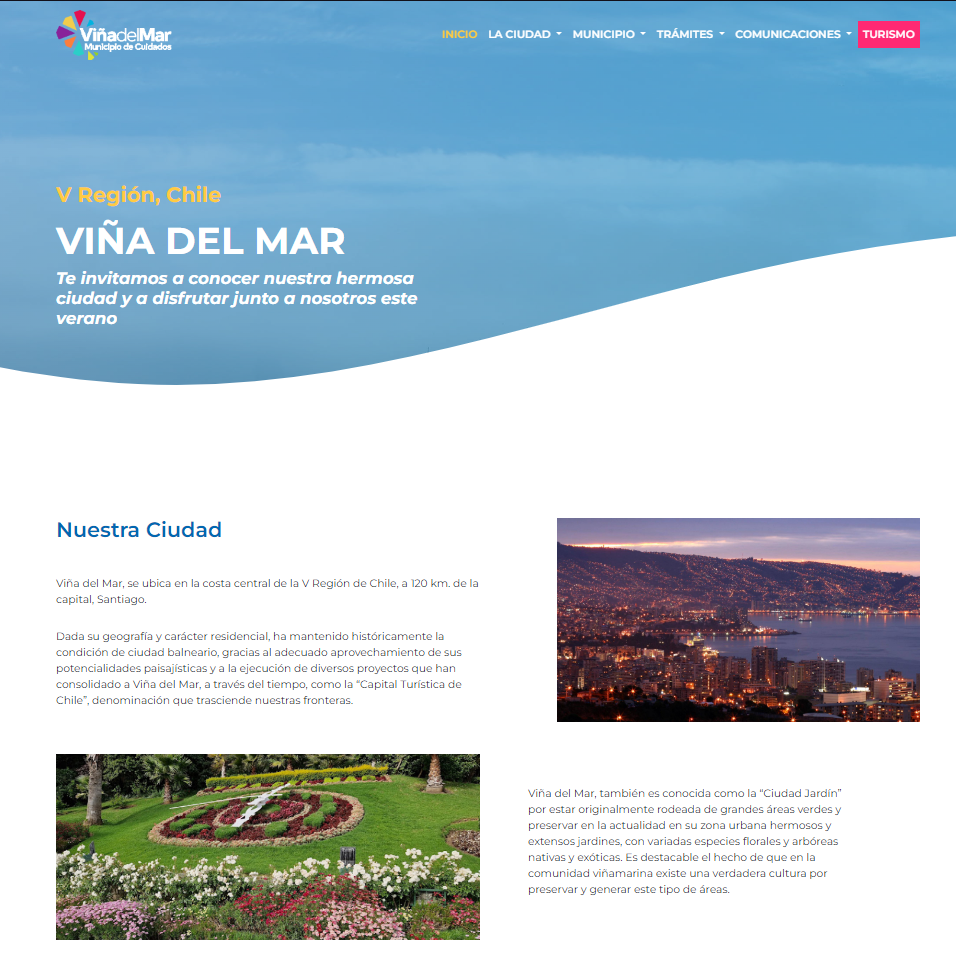 ViñadelMar
Municipio de Cuidados
INICIO LA CIUDAD MUNICIPIO TRÁMITES COMUNICACIONES TURISMO
V Región, Chile
VIÑA DEL MAR
Te invitamos a conocer nuestra hermosa
ciudad y a disfrutar junto a nosotros este
verano
Nuestra Ciudad
Viña del Mar, se ubica en la costa central de la V Región de Chile, a 120 km. de la
capital, Santiago.
Dada su geografía y carácter residencial, ha mantenido históricamente la
condición de ciudad balneario, gracias al adecuado aprovechamiento de sus
potencialidades paisajísticas y a la ejecución de diversos proyectos que han
consolidado a Viña del Mar, a través del tiempo, como la “Capital Turística de
Chile”, denominación que trasciende nuestras fronteras.
Viña del Mar, también es conocida como la “Ciudad Jardín”
por estar originalmente rodeada de grandes áreas verdes y
preservar en la actualidad en su zona urbana hermosos y
extensos jardines, con variadas especies florales y arbóreas
nativas y exóticas. Es destacable el hecho de que en la
comunidad viñamarina existe una verdadera cultura por
preservar y generar este tipo de áreas.